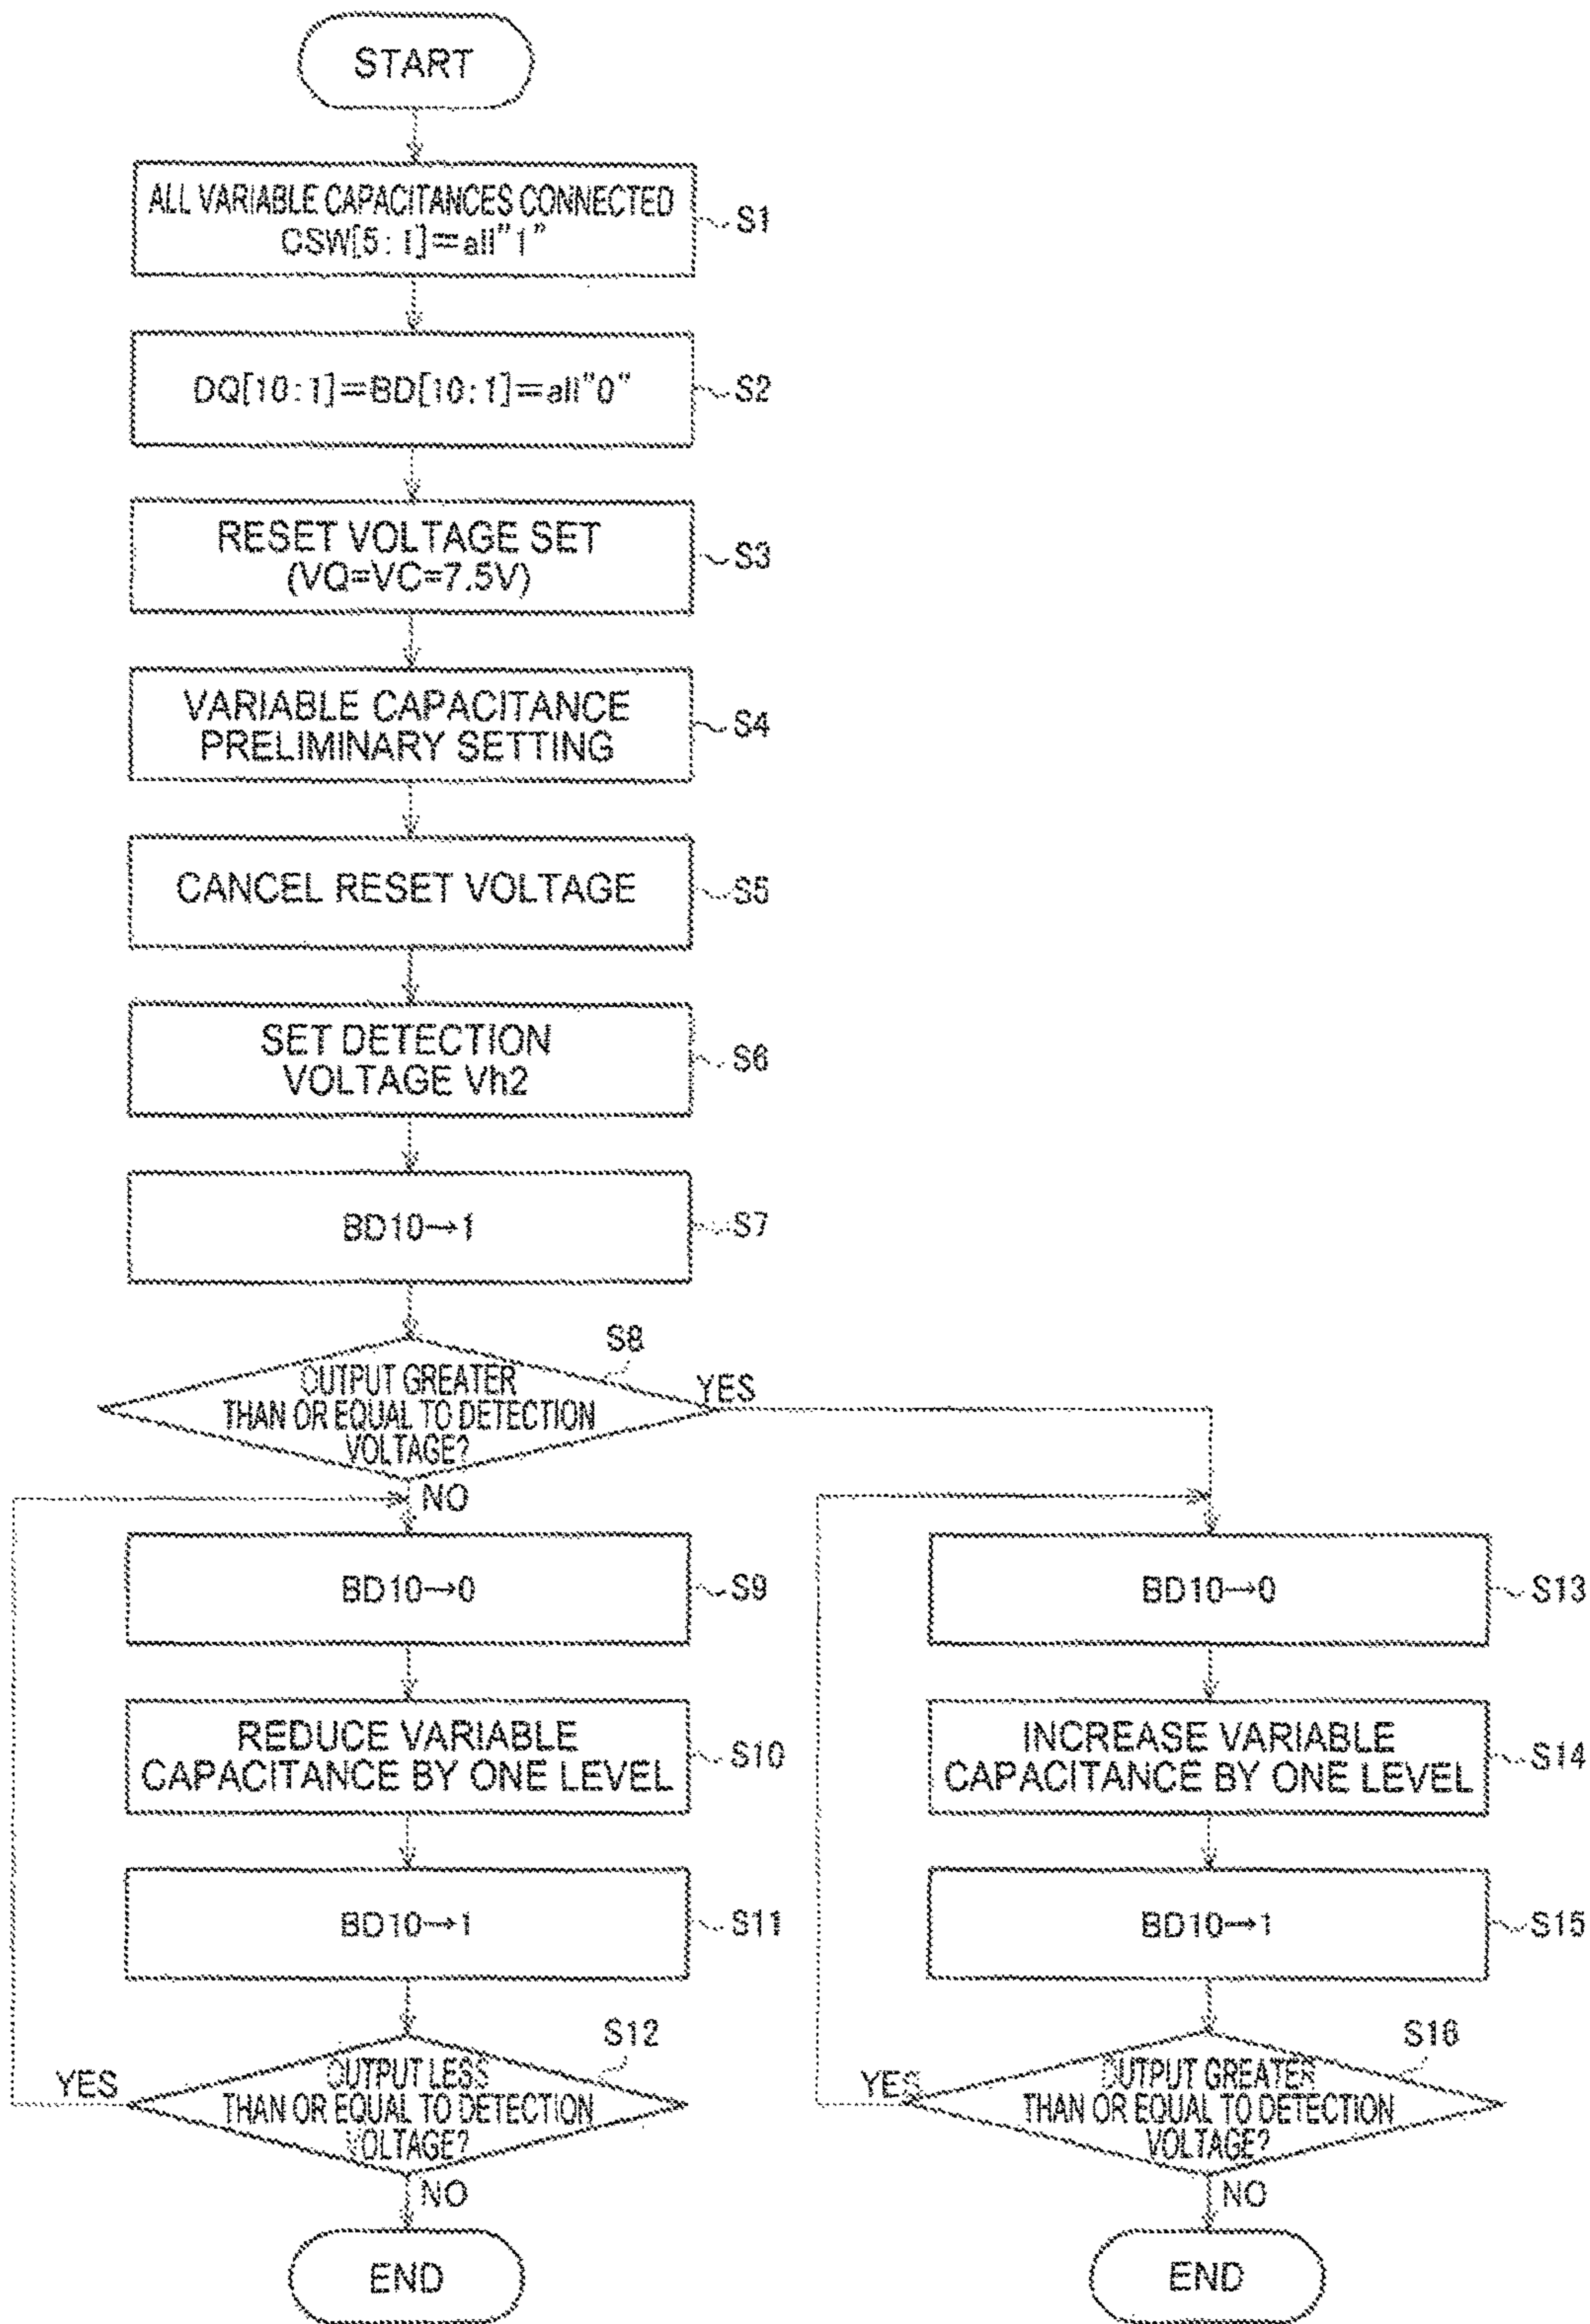 START
ALL VARIABLE CAPACITANCES CONNECTED
CSW[5:1]=all"1"
S1
DQ[10:1]=BD[10:1]=all"0"
S2
RESET VOLTAGE SET
(VQ=VC=7.5V)
S3
VARIABLE CAPACITANCE
PRELIMINARY SETTING
S4
CANCEL RESET VOLTAGE
S5
SET DETECTION
VOLTAGE Vh2
S6
BD10→1
S7
S8
OUTPUT GREATER
THAN OR EQUAL TO DETECTION
VOLTAGE?
YES
NO
BD10→0
S9
REDUCE VARIABLE
CAPACITANCE BY ONE LEVEL
S10
BD10→1
S11
S12
OUTPUT LESS
THAN OR EQUAL TO DETECTION
VOLTAGE?
YES
NO
END
BD10→0
S13
INCREASE VARIABLE
CAPACITANCE BY ONE LEVEL
S14
BD10→1
S15
S16
OUTPUT GREATER
THAN OR EQUAL TO DETECTION
VOLTAGE?
YES
NO
END